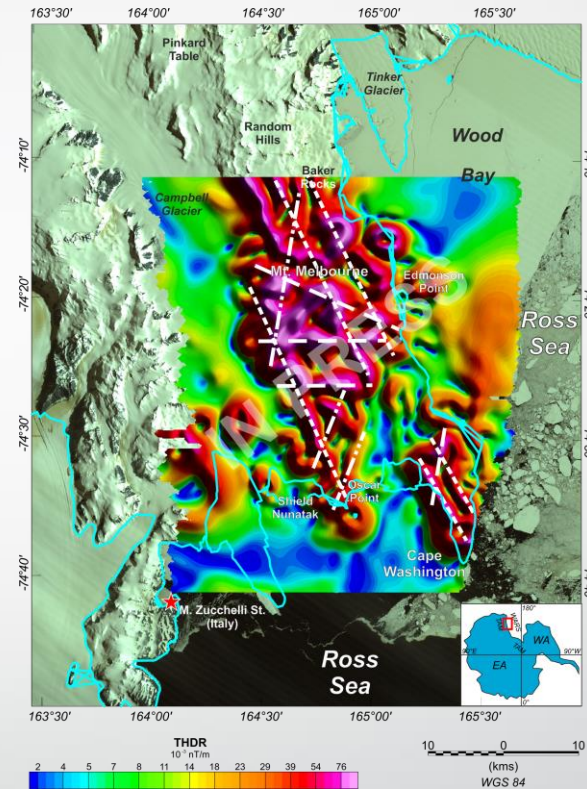 163°30' 164°00' 164°30' 165°00' 165°30'
Pinkard
Table
Tinker
Glacier
Random
Hills
Wood
Bay
-74°10'
Baker
Rocks
Campbell
Glacier
Mt. Melbourne
Edmonson
Point
-74°20'
Ross
Sea
IN PRESS
-74°30'
Oscar
Point
Shield
Nunatak
Cape
Washington
-74°40'
M. Zucchelli St.
(Italy)
Ross
Sea
180°
WA
TAM
90°E
90°W
EA
0°
163°30' 164°00' 164°30' 165°00' 165°30'
THDR
10⁻³ nT/m
2 4 5 7 8 11 14 18 23 29 39 54 76
10 0 10
(kms)
WGS 84